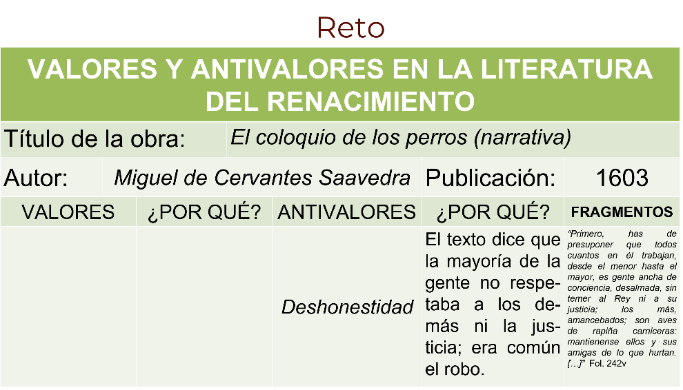 Reto
VALORES Y ANTIVALORES EN LA LITERATURA
DEL RENACIMIENTO
Título de la obra: El coloquio de los perros (narrativa)
Autor: Miguel de Cervantes Saavedra Publicación: 1603
VALORES ¿POR QUÉ? ANTIVALORES ¿POR QUÉ? FRAGMENTOS
Deshonestidad
El texto dice que
la mayoría de la
gente no respe-
taba a los de-
más ni la jus-
ticia; era común
el robo.
"Primero, has de
presuponer que todos
cuantos en él trabajan,
desde el menor hasta el
mayor, es gente ancha de
conciencia, desalmada, sin
temer al Rey ni a su
justicia; los más,
amancebados; son aves
de rapiña carniceras:
mantiénense ellos y sus
amigas de lo que hurtan.
[...]" Fol. 242v